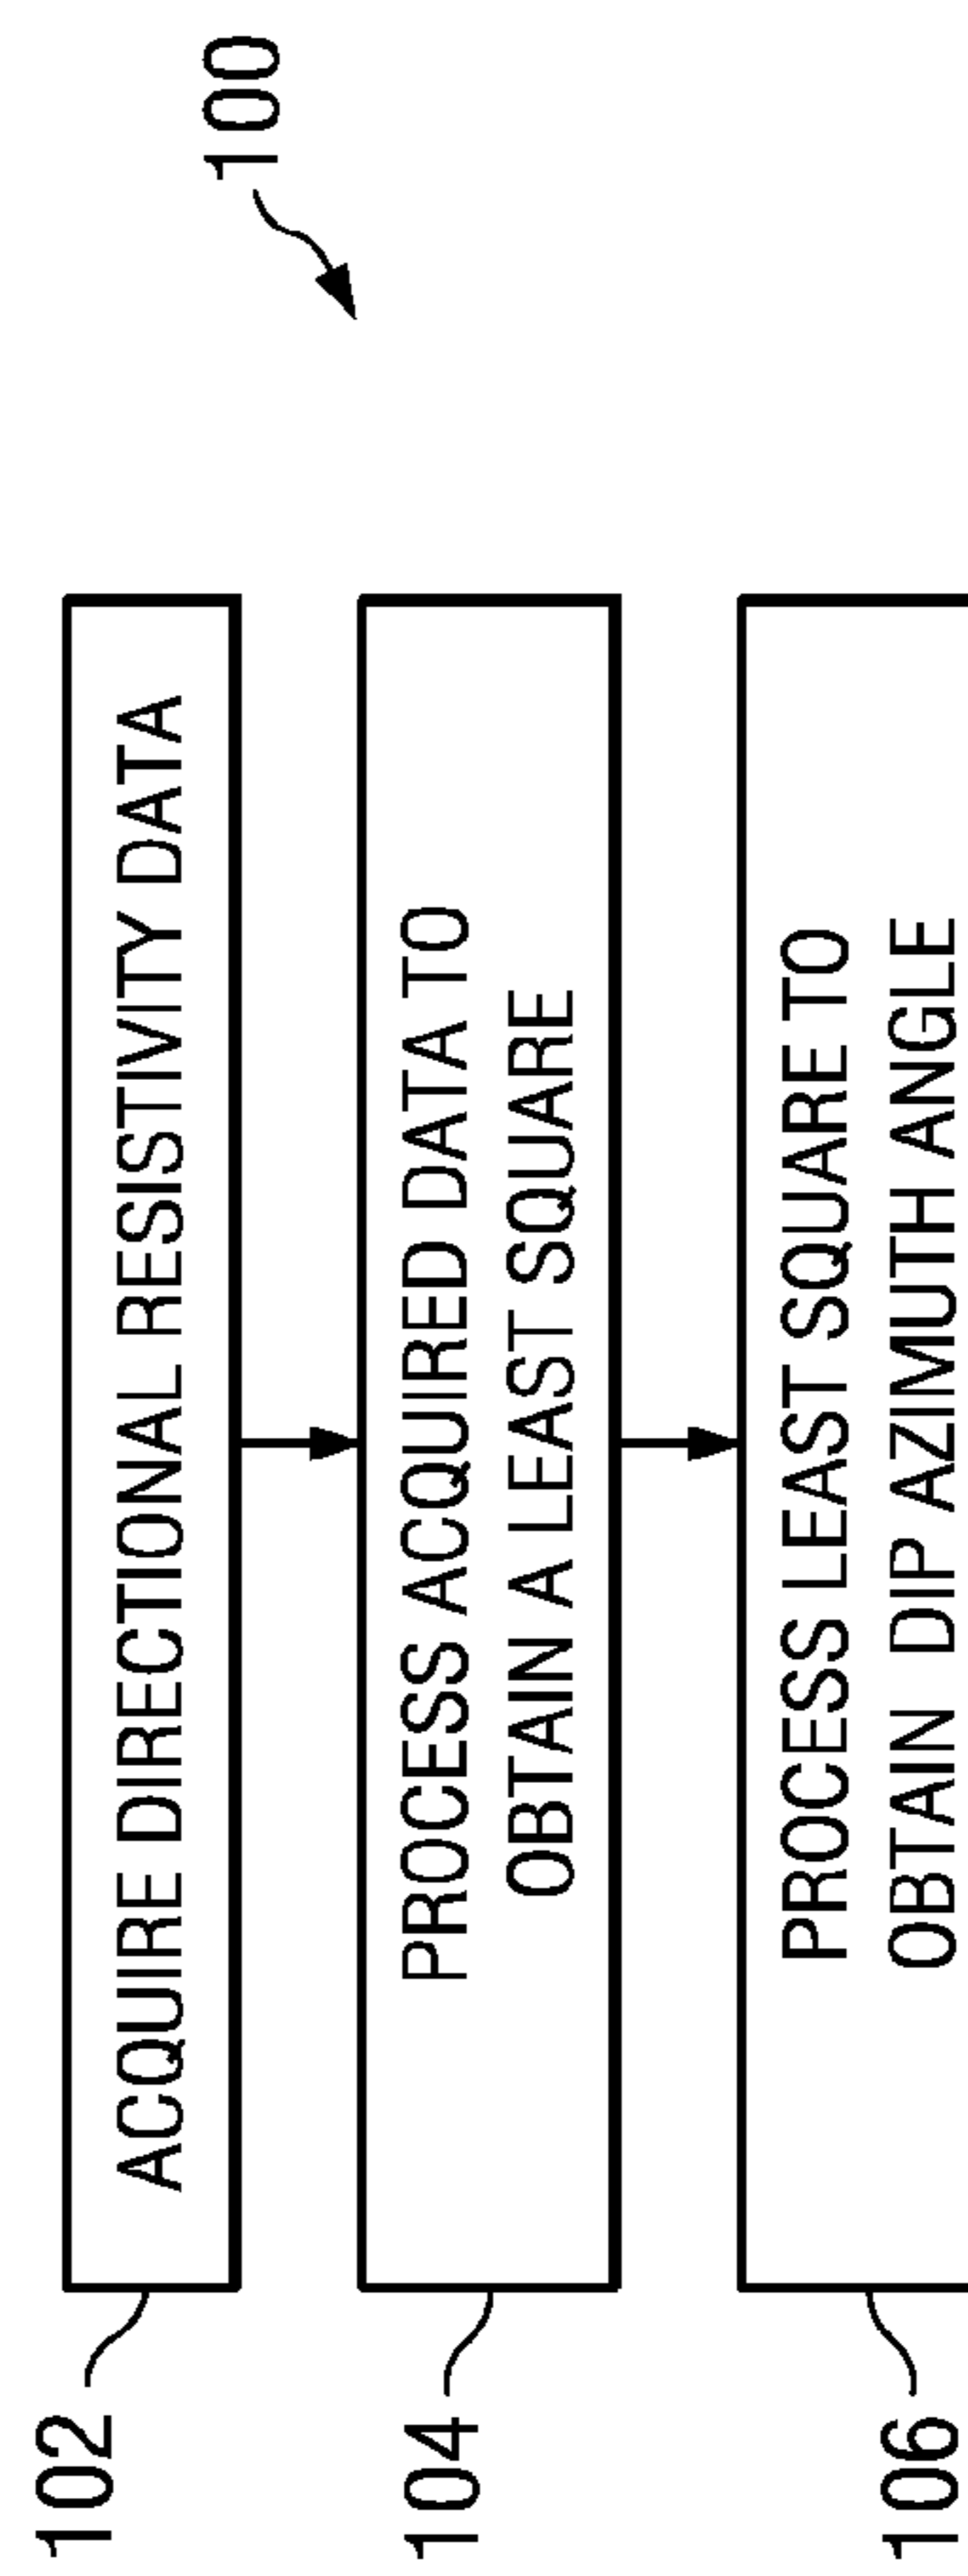 100
102
ACQUIRE DIRECTIONAL RESISTIVITY DATA
104
PROCESS ACQUIRED DATA TO
OBTAIN A LEAST SQUARE
106
PROCESS LEAST SQUARE TO
OBTAIN DIP AZIMUTH ANGLE